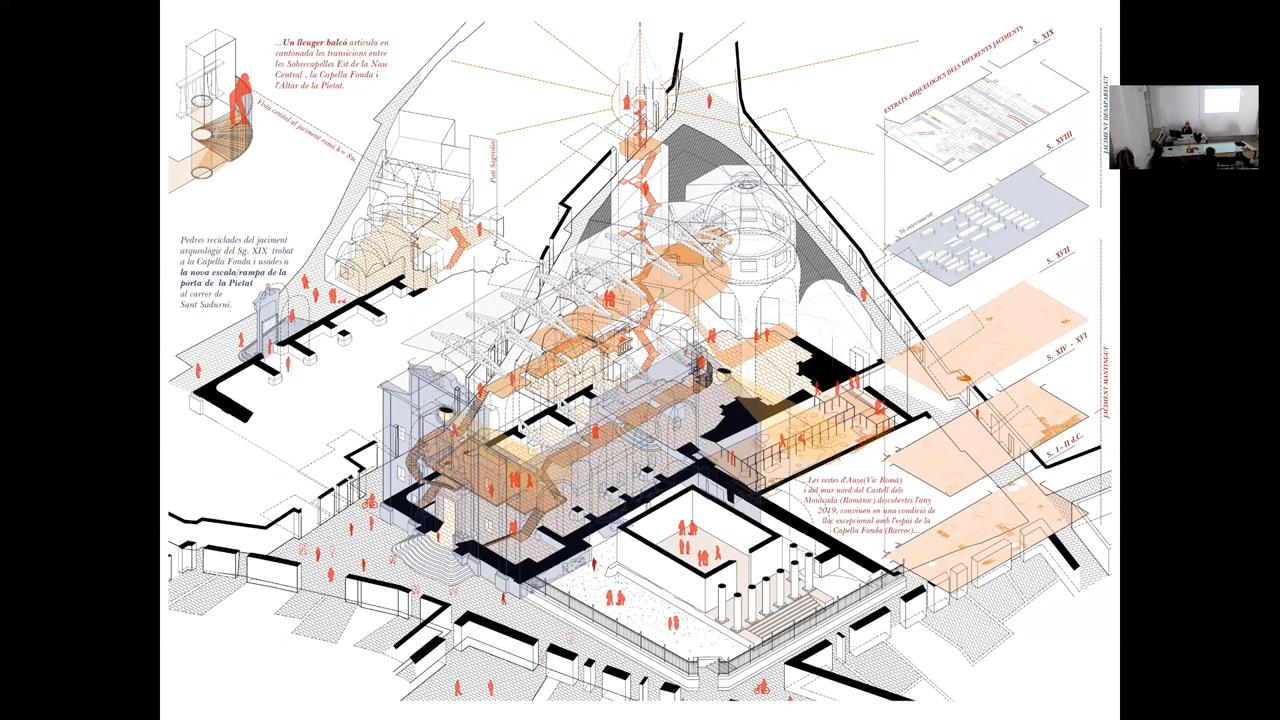 ...Un lleuger balcó articula en
cantonada les transicions entre
les Sobrecapelles Est de la Nau
Central , la Capella Fonda i
l'Altar de la Pietat.
Vista zenital al jaciment romà h= 8m.
Pati Sagristia
Pedres reciclades del jaciment
arqueològic del Sg. XIX trobat
a la Capella Fonda i usades a
la nova escala/rampa de la
porta de la Pietat
al carrer de
Sant Sadurní.
ESTRATS ARQUEOLÒGICS DELS DIFERENTS JACIMENTS
S. XIX
S. XVIII
S. XVII
S. XIV - XVI
S. I - II d.C.
JACIMENT DESAPAREGUT
JACIMENT MANTINGUT
...Les restes d'Ausa(Vic Romà)
i del mur nord del Castell dels
Montcada (Romànic) descobertes l'any
2019, conviuen en una condició de
lloc excepcional amb l'espai de la
Capella Fonda (Barroc)...